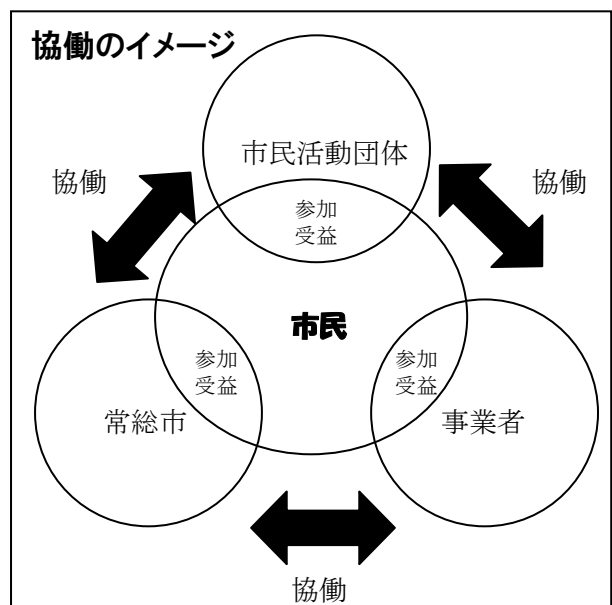 協働のイメージ
市民活動団体
協働
協働
参加
受益
市民
参加
受益
参加
受益
常総市
事業者
協働